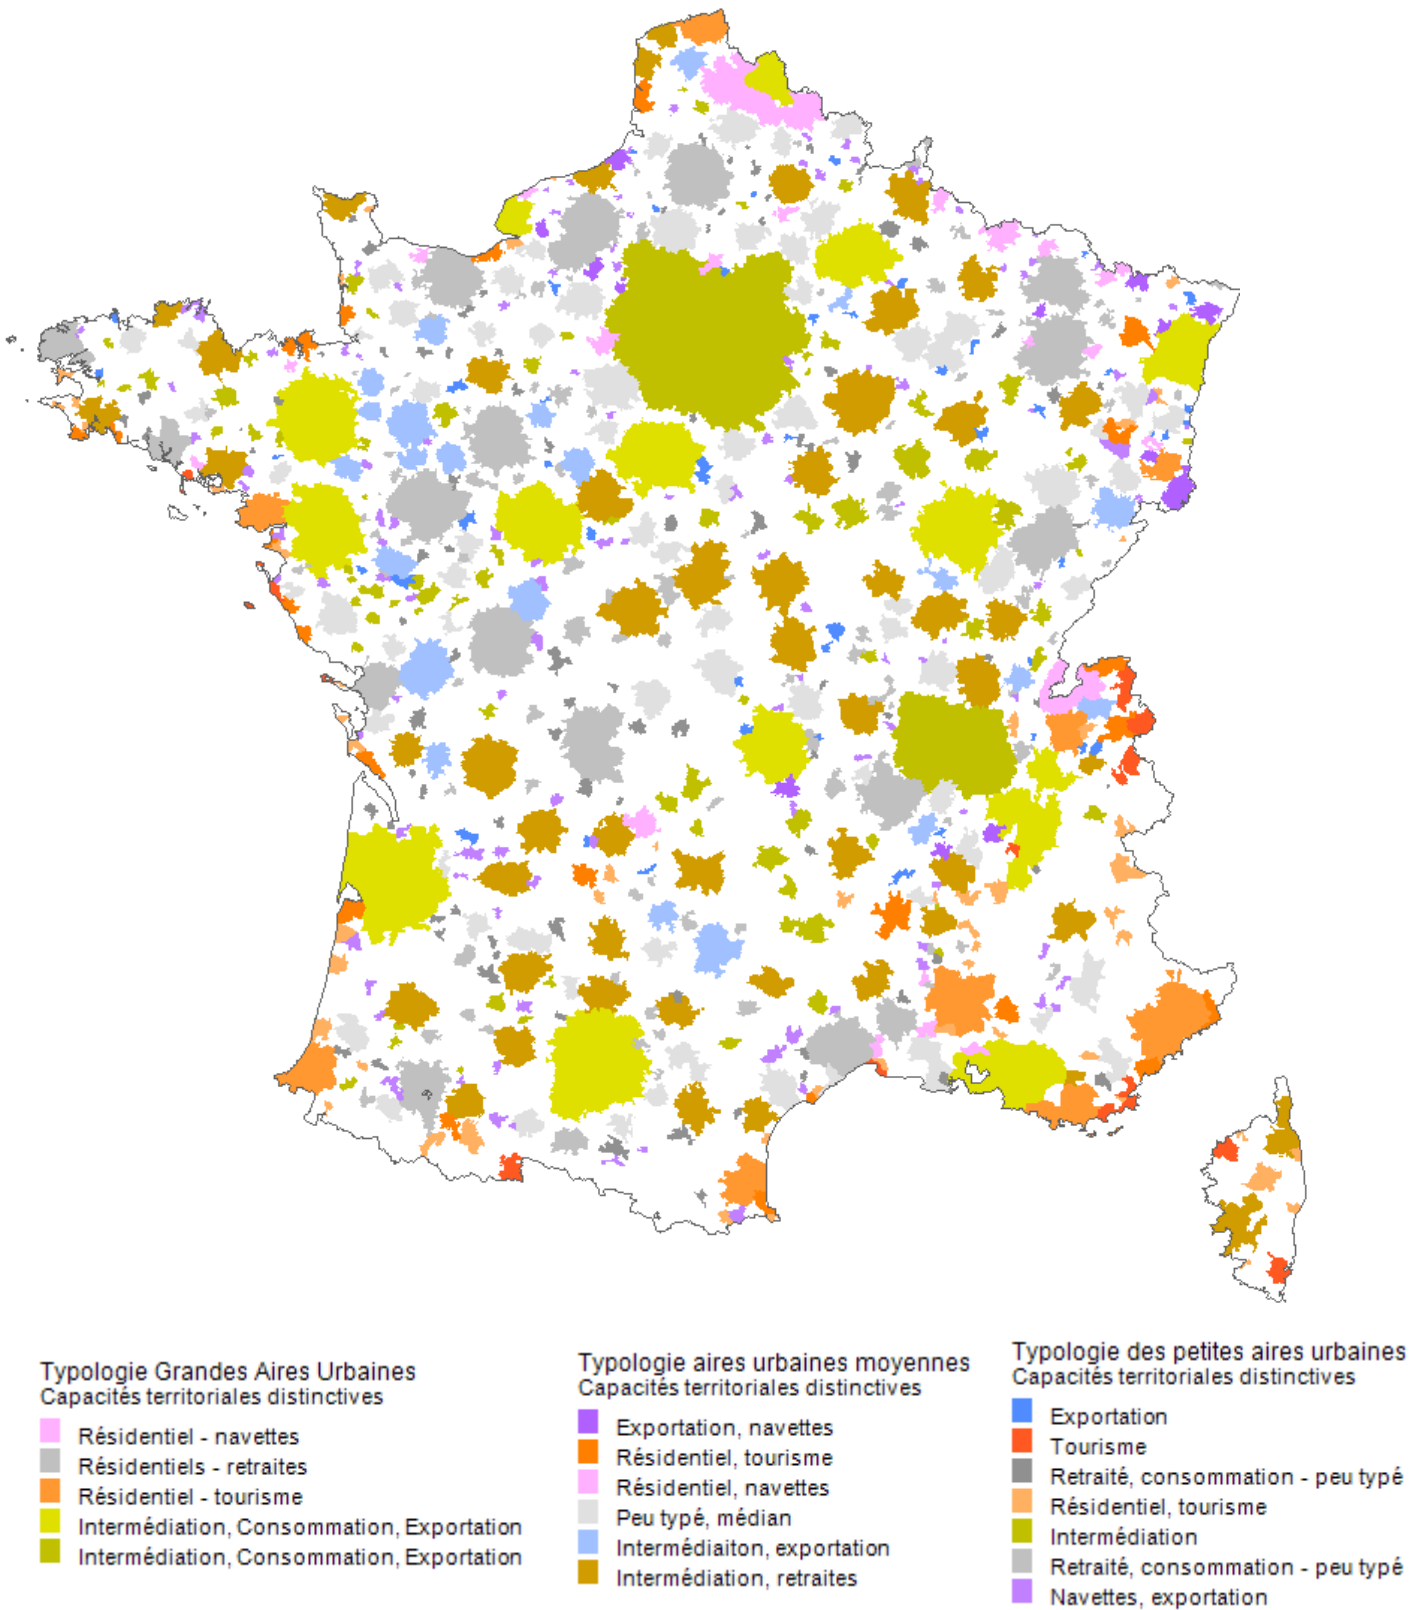 Typologie Grandes Aires Urbaines
Capacités territoriales distinctives
Résidentiel - navettes
Résidentiels - retraites
Résidentiel - tourisme
Intermédiation, Consommation, Exportation
Intermédiation, Consommation, Exportation
Typologie aires urbaines moyennes
Capacités territoriales distinctives
Exportation, navettes
Résidentiel, tourisme
Résidentiel, navettes
Peu typé, médian
Intermédiaiton, exportation
Intermédiation, retraites
Typologie des petites aires urbaines
Capacités territoriales distinctives
Exportation
Tourisme
Retraité, consommation - peu typé
Résidentiel, tourisme
Intermédiation
Retraité, consommation - peu typé
Navettes, exportation